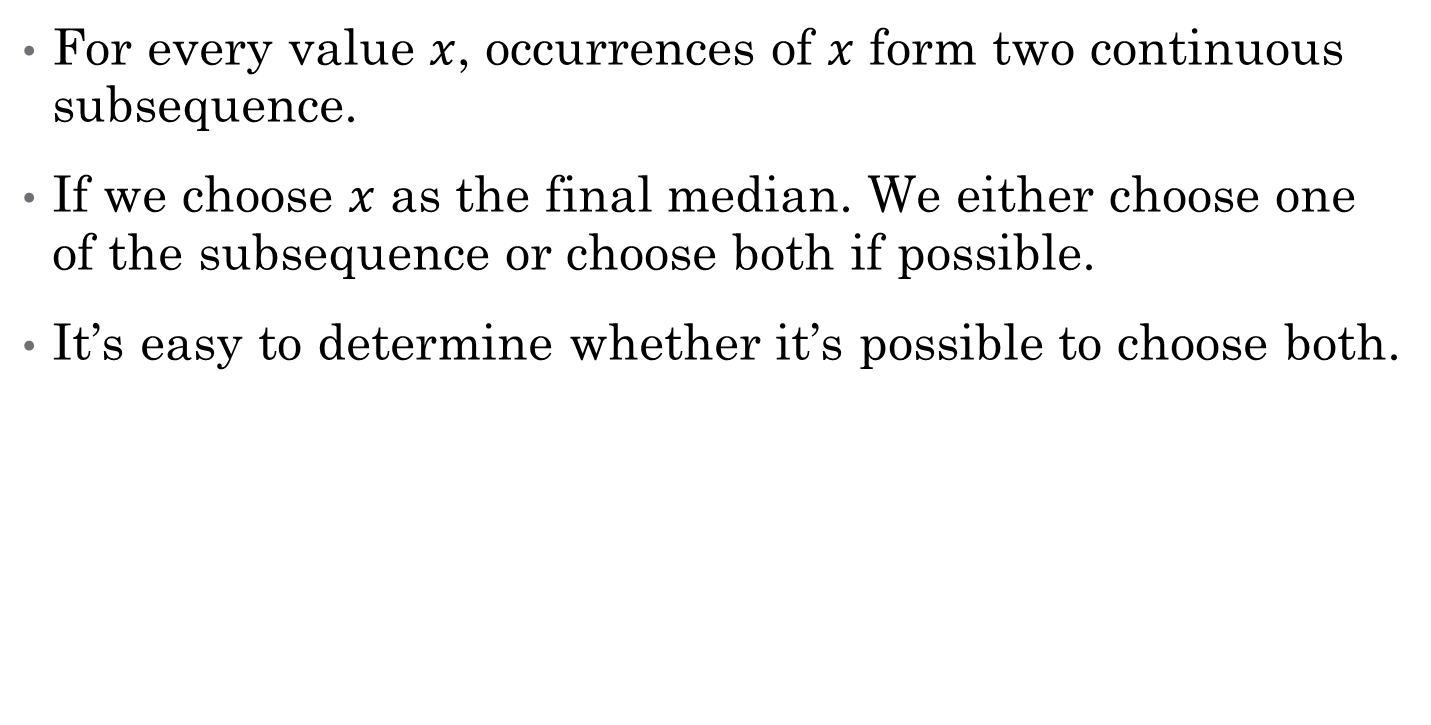 • For every value x, occurrences of x form two continuous
subsequence.
• If we choose x as the final median. We either choose one
of the subsequence or choose both if possible.
• It’s easy to determine whether it’s possible to choose both.